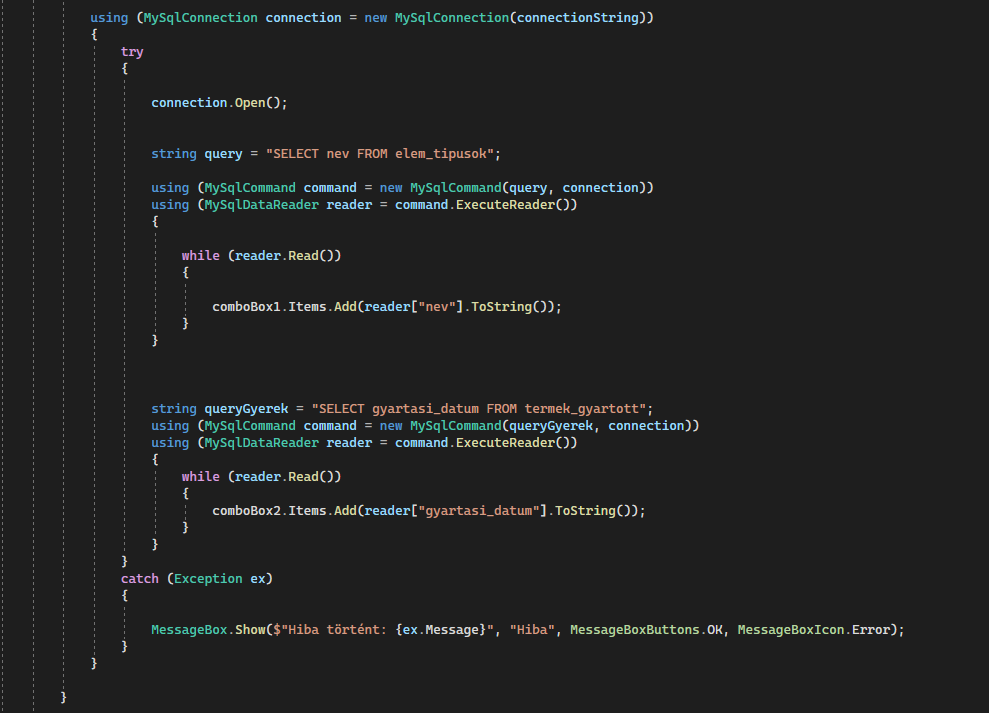 using (MySqlConnection connection = new MySqlConnection(connectionString))
{
try
{
connection.Open();
string query = "SELECT nev FROM elem_tipusok";
using (MySqlCommand command = new MySqlCommand(query, connection))
using (MySqlDataReader reader = command.ExecuteReader())
{
while (reader.Read())
{
comboBox1.Items.Add(reader["nev"].ToString());
}
}
string queryGyerek = "SELECT gyartasi_datum FROM termek_gyartott";
using (MySqlCommand command = new MySqlCommand(queryGyerek, connection))
using (MySqlDataReader reader = command.ExecuteReader())
{
while (reader.Read())
{
comboBox2.Items.Add(reader["gyartasi_datum"].ToString());
}
}
}
catch (Exception ex)
{
MessageBox.Show($"Hiba történt: {ex.Message}", "Hiba", MessageBoxButtons.OK, MessageBoxIcon.Error);
}
}
}